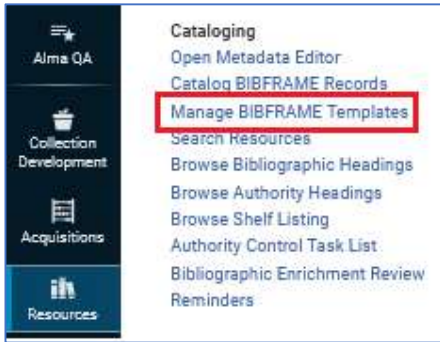 Alma QA
Collection
Development
Acquisitions
Resources
Cataloging
Open Metadata Editor
Catalog BIBFRAME Records
Manage BIBFRAME Templates
Search Resources
Browse Bibliographic Headings
Browse Authority Headings
Browse Shelf Listing
Authority Control Task List
Bibliographic Enrichment Review
Reminders